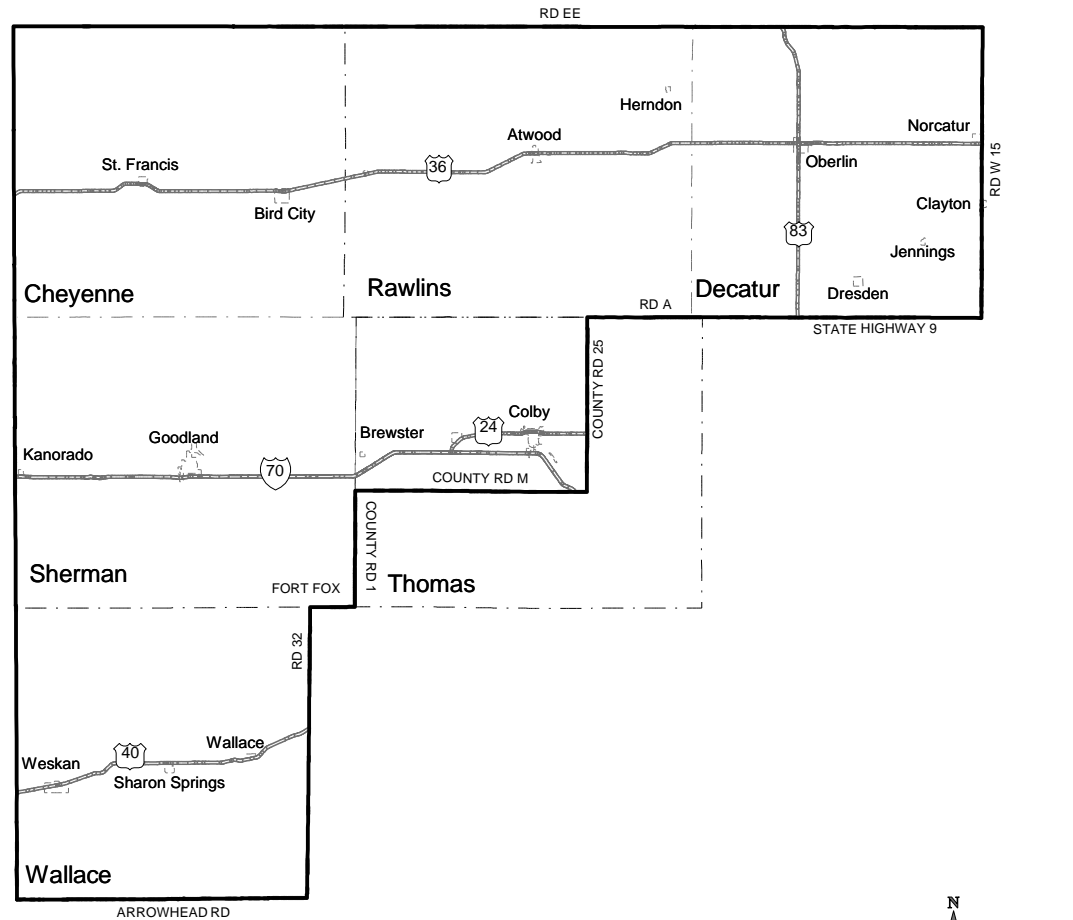 RD EE
Herndon
Atwood
Norcatur
St. Francis
36
Oberlin
RD W 15
Bird City
Clayton
83
Jennings
Cheyenne
Rawlins
Decatur
Dresden
RD A
STATE HIGHWAY 9
COUNTY RD 25
Colby
24
Brewster
Goodland
Kanorado
70
COUNTY RD M
COUNTY RD 1
Sherman
FORT FOX
Thomas
RD 32
Wallace
40
Weskan
Sharon Springs
Wallace
ARROWHEAD RD
N